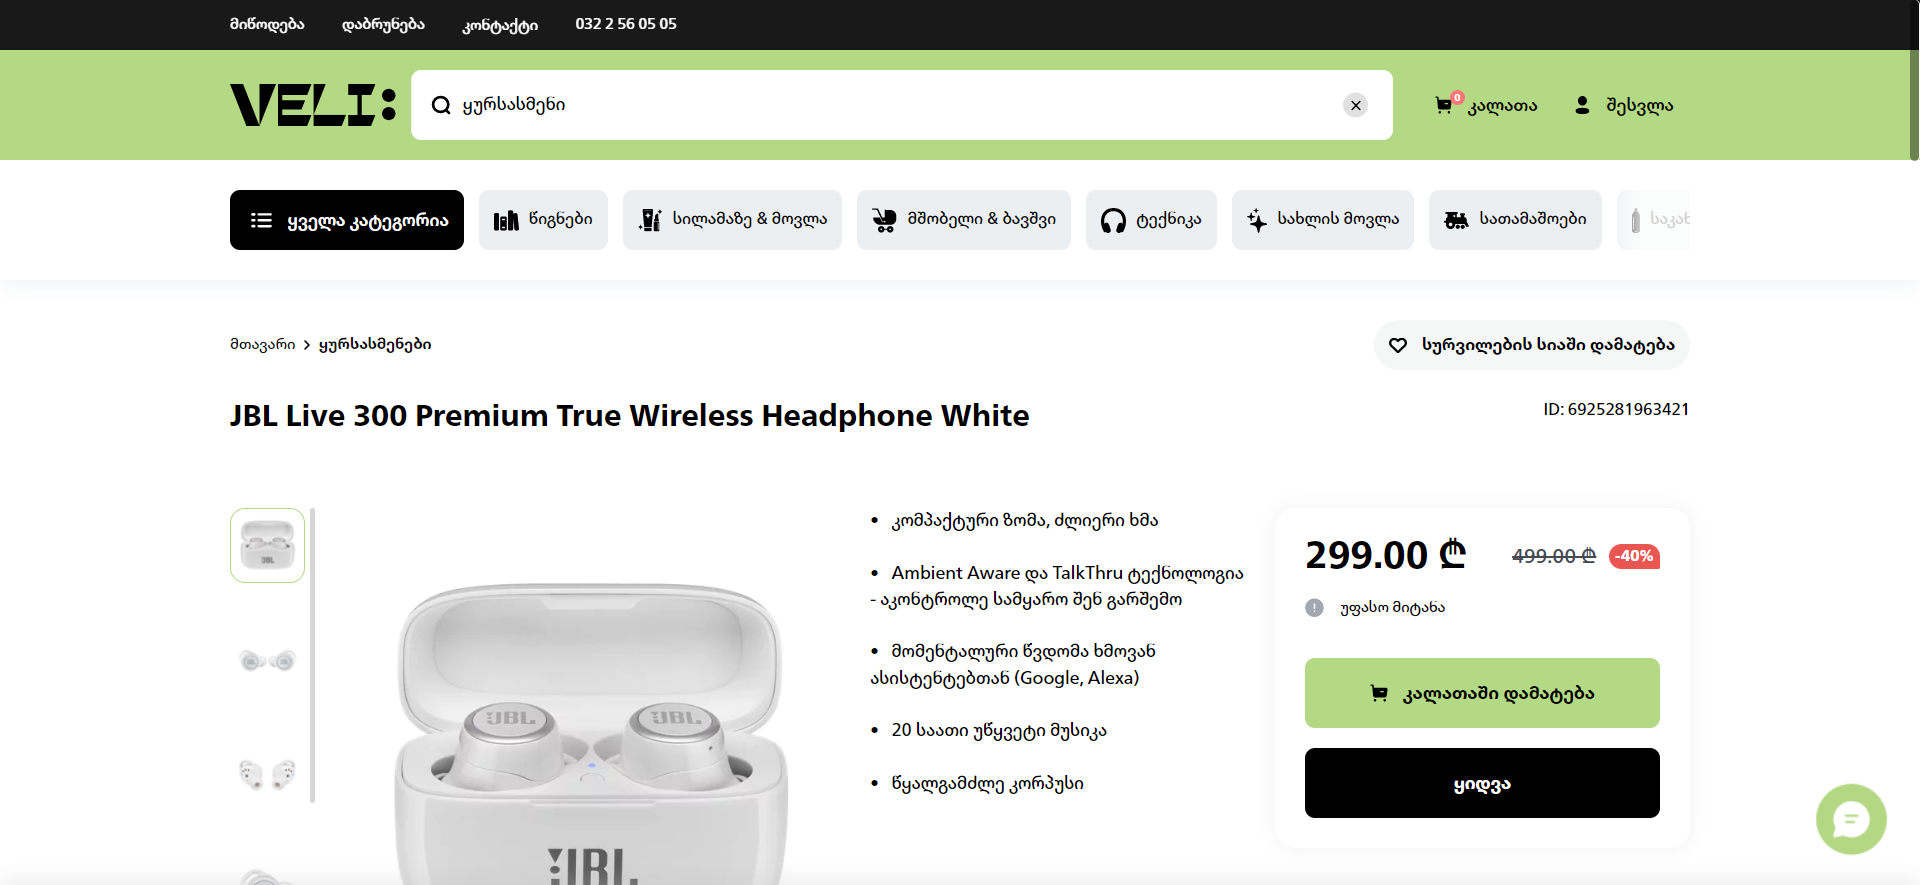 მიწოდება დაბრუნება კონტაქტი 032 2 56 05 05
VELI:
ყურსასმენი
0 კალათა შესვლა
ყველა კატეგორია წიგნები სილამაზე & მოვლა მშობელი & ბავშვი ტექნიკა სახლის მოვლა სათამაშოები
მთავარი ყურსასმენები
სურვილების სიაში დამატება
JBL Live 300 Premium True Wireless Headphone White
ID: 6925281963421
• კომპაქტური ზომა, ძლიერი ხმა
• Ambient Aware და TalkThru ტექნოლოგია
- აკონტროლე სამყარო შენ გარშემო
• მომენტალური წვდომა ხმოვან
ასისტენტებთან (Google, Alexa)
• 20 საათი უწყვეტი მუსიკა
• წყალგამძლე კორპუსი
299.00 ₾ 499.00 ₾ -40%
უფასო მიტანა
კალათაში დამატება
ყიდვა
JBL JBL
JBL